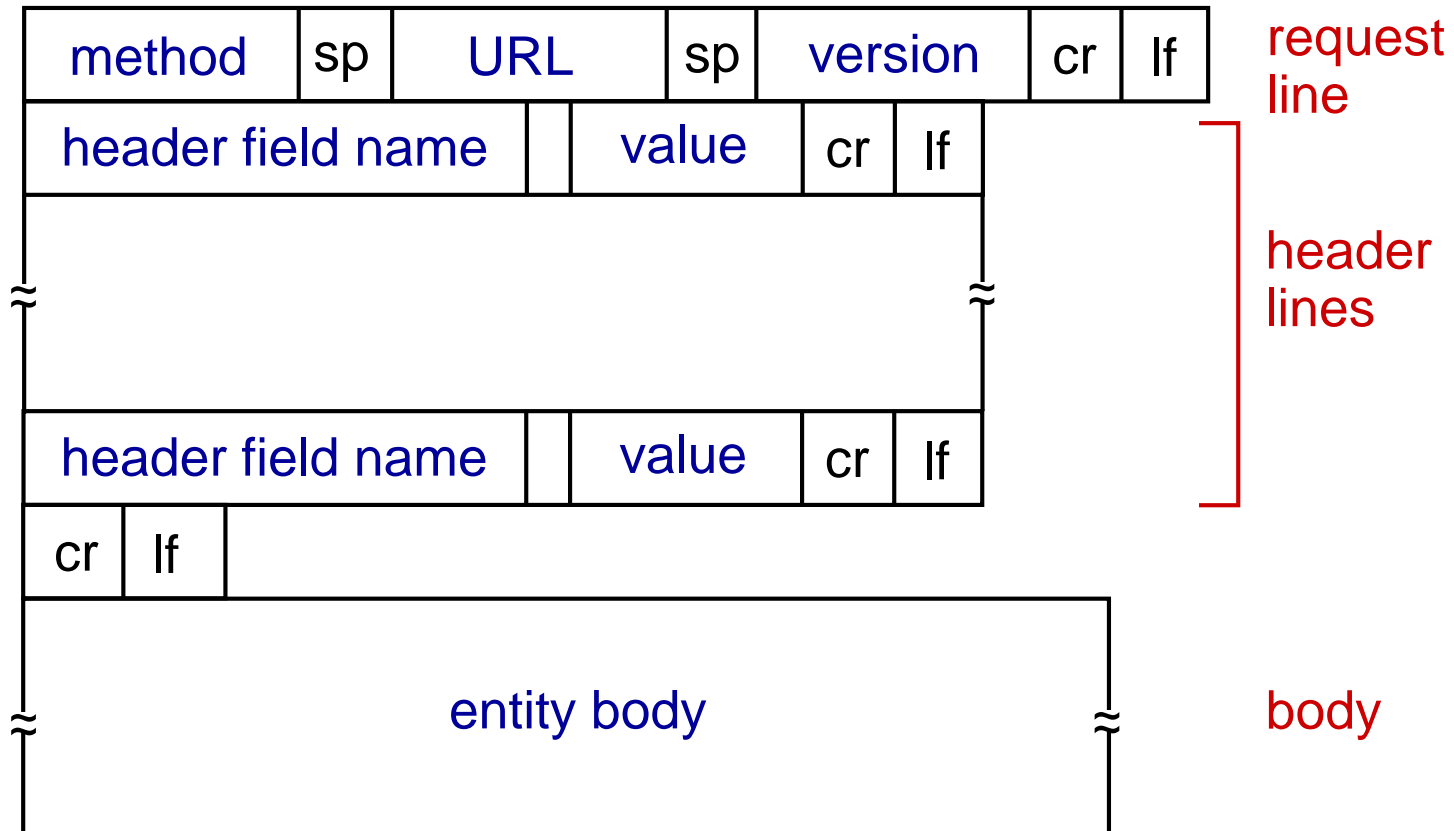 method sp URL sp version cr lf request
line
header field name value cr lf
header
lines
header field name value cr lf
cr lf
entity body body